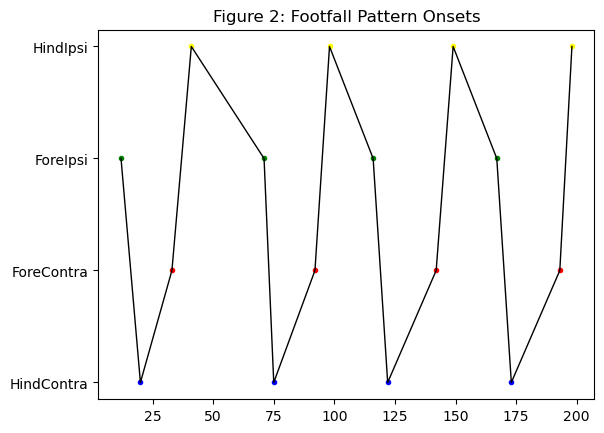 Figure 2: Footfall Pattern Onsets
HindIpsi
ForeIpsi
ForeContra
HindContra
25 50 75 100 125 150 175 200